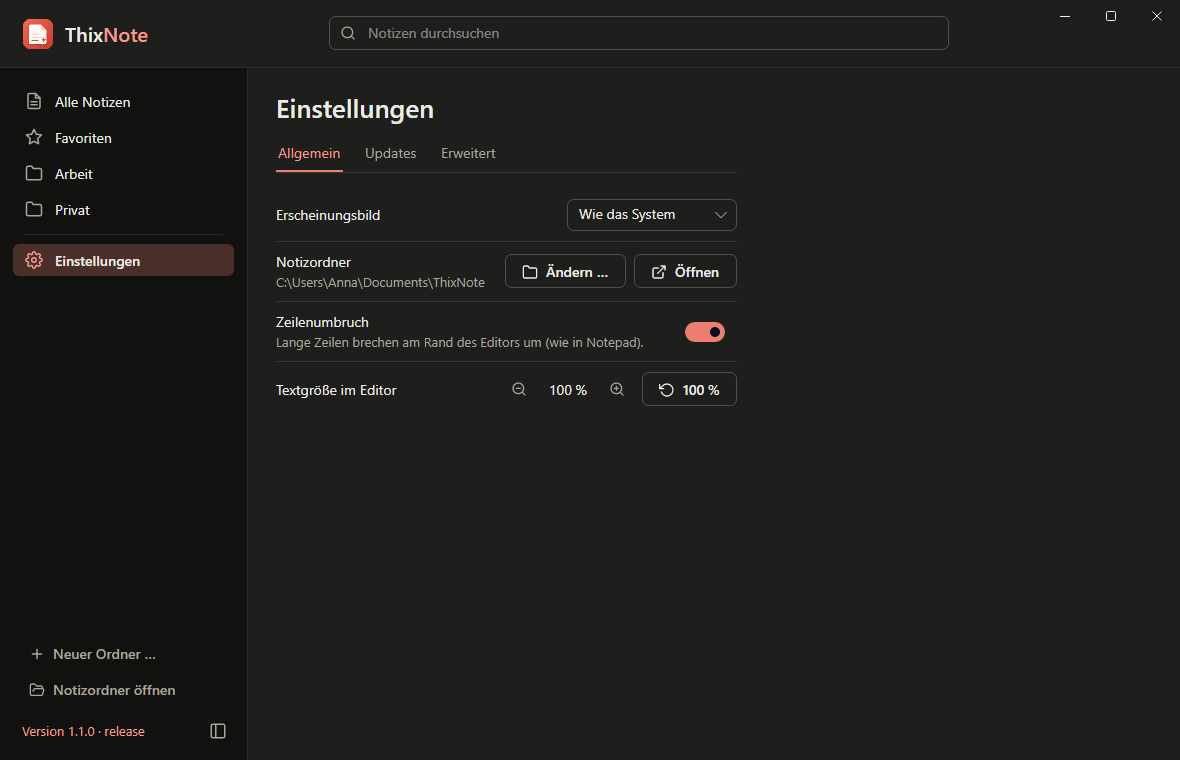 ThixNote
Notizen durchsuchen
Alle Notizen
Favoriten
Arbeit
Privat
Einstellungen
Einstellungen
Allgemein Updates Erweitert
Erscheinungsbild Wie das System
Notizordner
C:\Users\Anna\Documents\ThixNote
Ändern ... Öffnen
Zeilenumbruch
Lange Zeilen brechen am Rand des Editors um (wie in Notepad).
Textgröße im Editor 100 % 100 %
Neuer Ordner ...
Notizordner öffnen
Version 1.1.0 · release